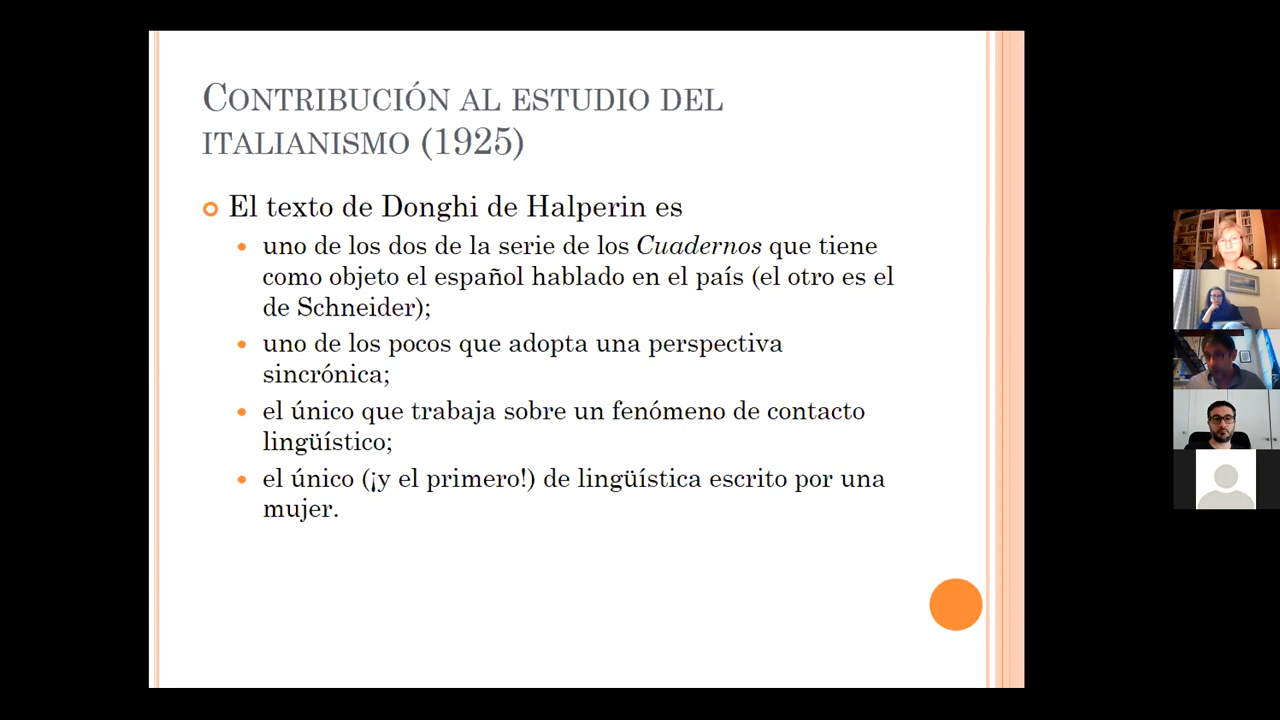 CONTRIBUCIÓN AL ESTUDIO DEL
ITALIANISMO (1925)
El texto de Donghi de Halperin es
uno de los dos de la serie de los Cuadernos que tiene
como objeto el español hablado en el país (el otro es el
de Schneider);
uno de los pocos que adopta una perspectiva
sincrónica;
el único que trabaja sobre un fenómeno de contacto
lingüístico;
el único (¡y el primero!) de lingüística escrito por una
mujer.